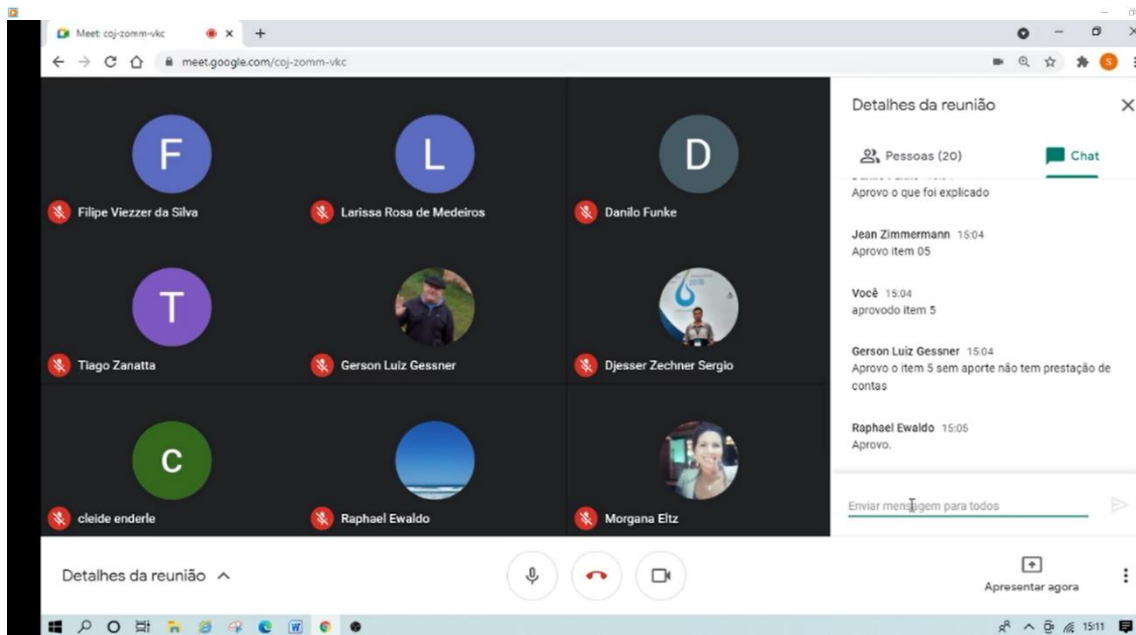 Meet: coj-zomm-vkc
meet.google.com/coj-zomm-vkc
S
F
Filipe Viezzer da Silva
L
Larissa Rosa de Medeiros
D
Danilo Funke
T
Tiago Zanatta
Gerson Luiz Gessner
2018
Djesser Zechner Sergio
c
cleide enderle
Raphael Ewaldo
Morgana Eltz
Detalhes da reunião
Pessoas (20)
Chat
Aprovo o que foi explicado
Jean Zimmermann 15:04
Aprovo item 05
Você 15:04
aprovodo item 5
Gerson Luiz Gessner 15:04
Aprovo o item 5 sem aporte não tem prestação de
contas
Raphael Ewaldo 15:05
Aprovo.
Enviar mensagem para todos
Detalhes da reunião
Apresentar agora
15:11